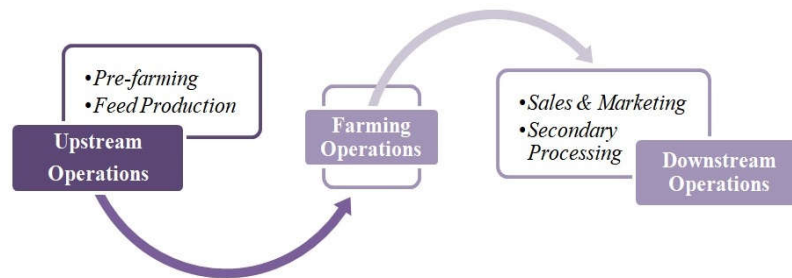 •Pre-farming
•Feed Production
Upstream
Operations
Farming
Operations
•Sales & Marketing
•Secondary
Processing
Downstream
Operations